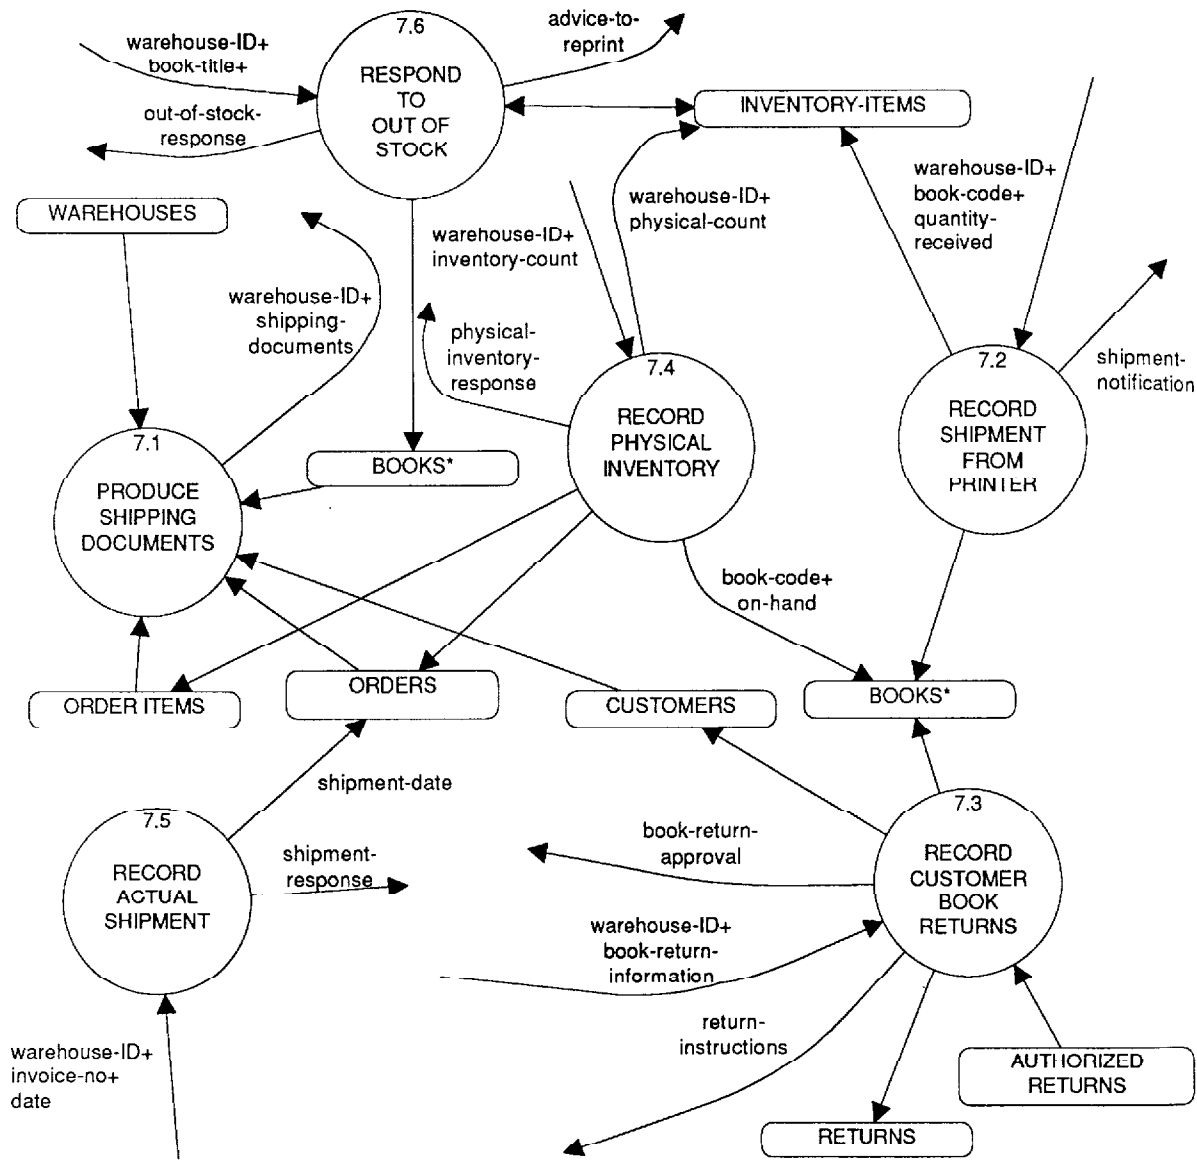 7.6
RESPOND
TO
OUT OF
STOCK
advice-to-
reprint
warehouse-ID+
book-title+
out-of-stock-
response
INVENTORY-ITEMS
WAREHOUSES
warehouse-ID+
physical-count
warehouse-ID+
book-code+
quantity-
received
warehouse-ID+
inventory-count
warehouse-ID+
shipping-
documents
physical-
inventory-
response
shipment-
notification
7.1
PRODUCE
SHIPPING
DOCUMENTS
BOOKS*
7.4
RECORD
PHYSICAL
INVENTORY
7.2
RECORD
SHIPMENT
FROM
PRINTER
book-code+
on-hand
ORDER ITEMS
ORDERS
CUSTOMERS
BOOKS*
shipment-date
7.5
RECORD
ACTUAL
SHIPMENT
shipment-
response
book-return-
approval
7.3
RECORD
CUSTOMER
BOOK
RETURNS
warehouse-ID+
book-return-
information
return-
instructions
warehouse-ID+
invoice-no+
date
AUTHORIZED
RETURNS
RETURNS